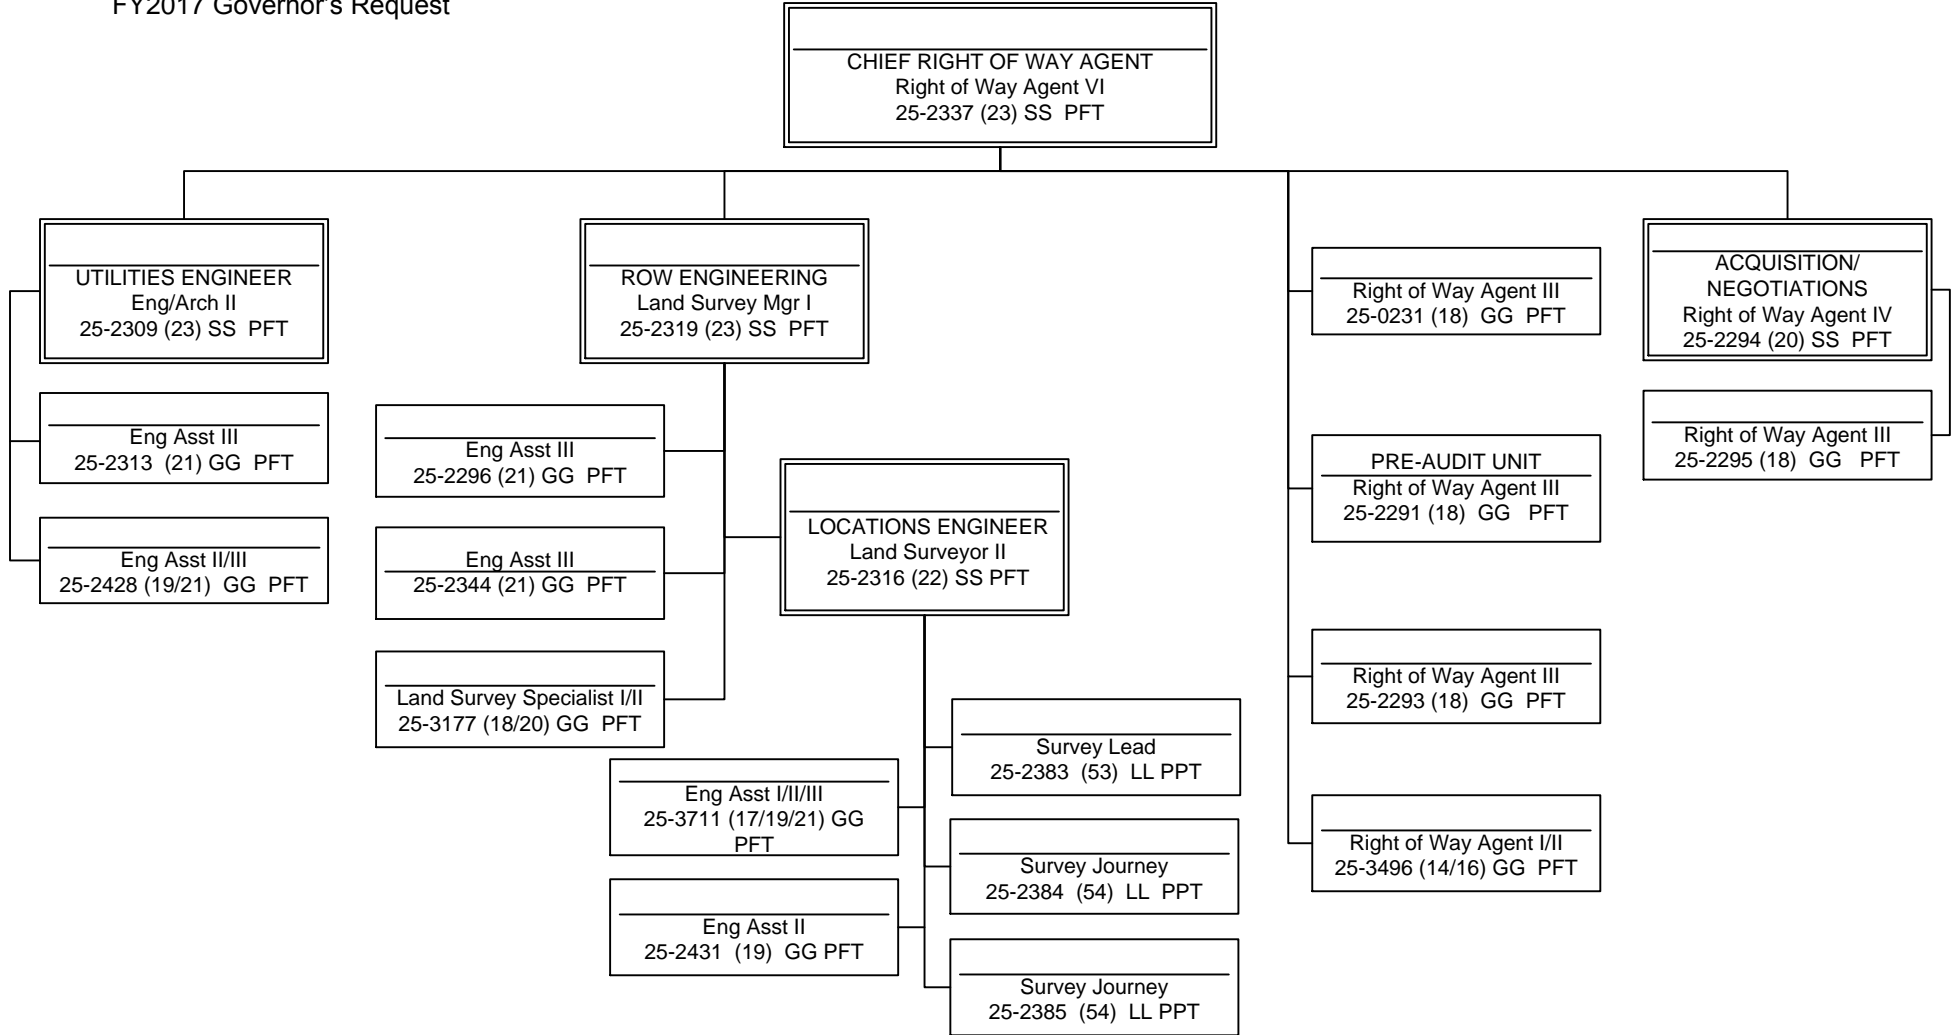 FY2017 Governor's Request
CHIEF RIGHT OF WAY AGENT
Right of Way Agent VI
25-2337 (23) SS PFT
UTILITIES ENGINEER
Eng/Arch II
25-2309 (23) SS PFT
Eng Asst III
25-2313 (21) GG PFT
Eng Asst II/III
25-2428 (19/21) GG PFT
ROW ENGINEERING
Land Survey Mgr I
25-2319 (23) SS PFT
Eng Asst III
25-2296 (21) GG PFT
Eng Asst III
25-2344 (21) GG PFT
Land Survey Specialist I/II
25-3177 (18/20) GG PFT
LOCATIONS ENGINEER
Land Surveyor II
25-2316 (22) SS PFT
Eng Asst I/II/III
25-3711 (17/19/21) GG
PFT
Eng Asst II
25-2431 (19) GG PFT
Survey Lead
25-2383 (53) LL PPT
Survey Journey
25-2384 (54) LL PPT
Survey Journey
25-2385 (54) LL PPT
Right of Way Agent III
25-0231 (18) GG PFT
PRE-AUDIT UNIT
Right of Way Agent III
25-2291 (18) GG PFT
Right of Way Agent III
25-2293 (18) GG PFT
Right of Way Agent I/II
25-3496 (14/16) GG PFT
ACQUISITION/
NEGOTIATIONS
Right of Way Agent IV
25-2294 (20) SS PFT
Right of Way Agent III
25-2295 (18) GG PFT